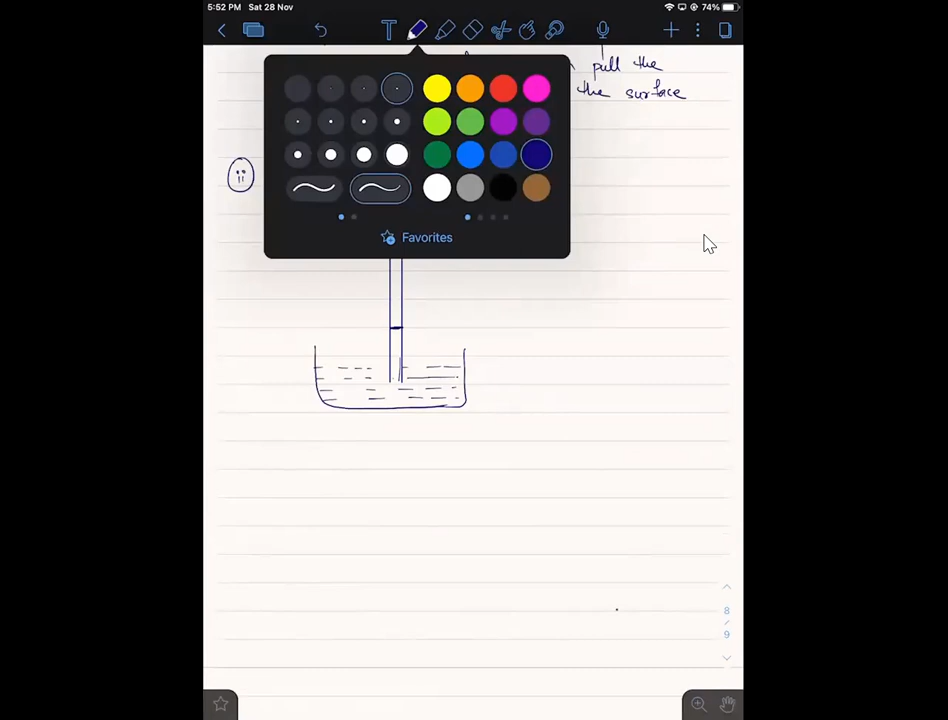 5:52 PM Sat 28 Nov
74%
T
pull the
the surface
Favorites
8
9